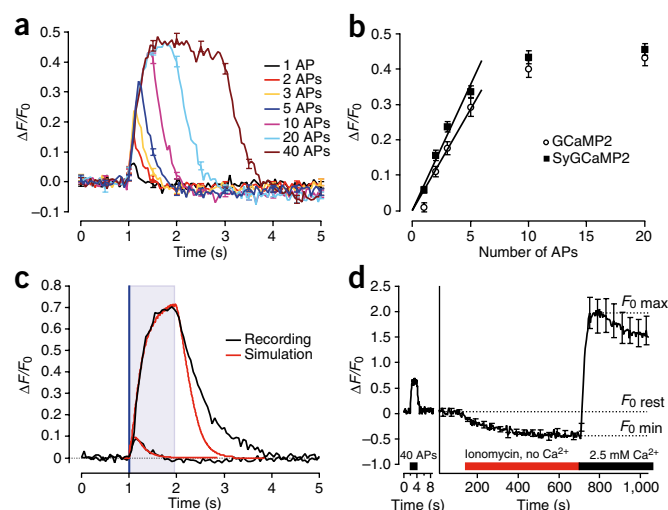 a
ΔF/F0
0.5
0.4
0.3
0.2
0.1
0.0
−0.1
0 1 2 3 4 5
Time (s)
1 AP
2 APs
3 APs
5 APs
10 APs
20 APs
40 APs
b
ΔF/F0
0.4
0.3
0.2
0.1
0
0 5 10 15 20
Number of APs
GCaMP2
SyGCaMP2
c
ΔF/F0
0.8
0.7
0.6
0.5
0.4
0.3
0.2
0.1
0
0 1 2 3 4 5
Time (s)
Recording
Simulation
d
ΔF/F0
2.5
2.0
1.5
1.0
0.5
0
−0.5
−1.0
F0 max
F0 rest
F0 min
40 APs
Ionomycin, no Ca2+
2.5 mM Ca2+
0 4 8
200 400 600 800 1,000
Time (s)
Time (s)